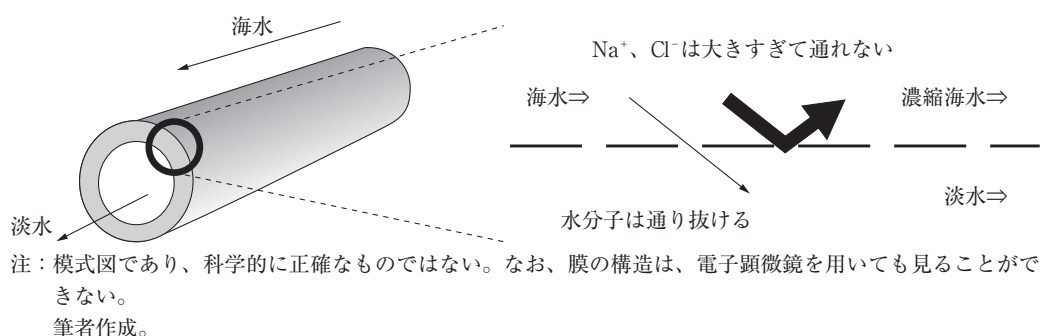 海水
淡水
Na⁺、Cl⁻は大きすぎて通れない
海水⇒
濃縮海水⇒
淡水⇒
水分子は通り抜ける
注：模式図であり、科学的に正確なものではない。なお、膜の構造は、電子顕微鏡を用いても見ることがで
きない。
筆者作成。